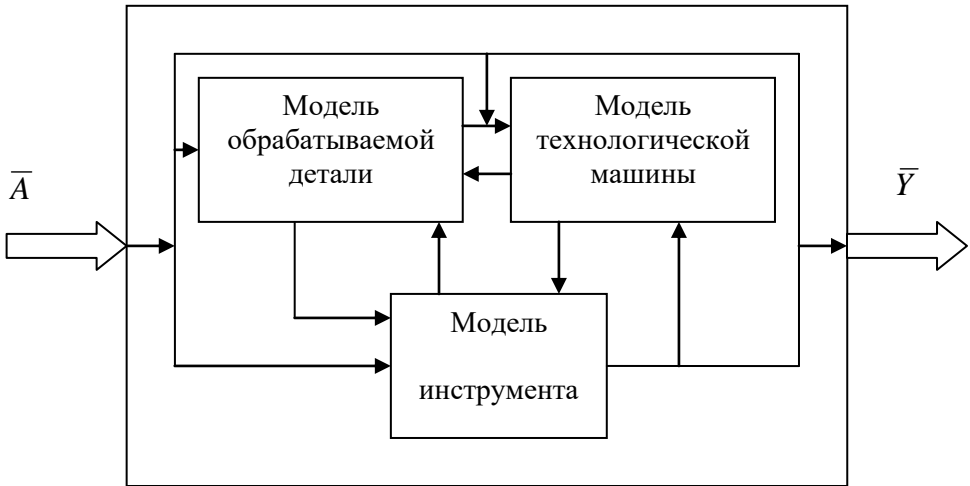 Модель
обрабатываемой
детали
Модель
технологической
машины
A̅
Y̅
Модель
инструмента